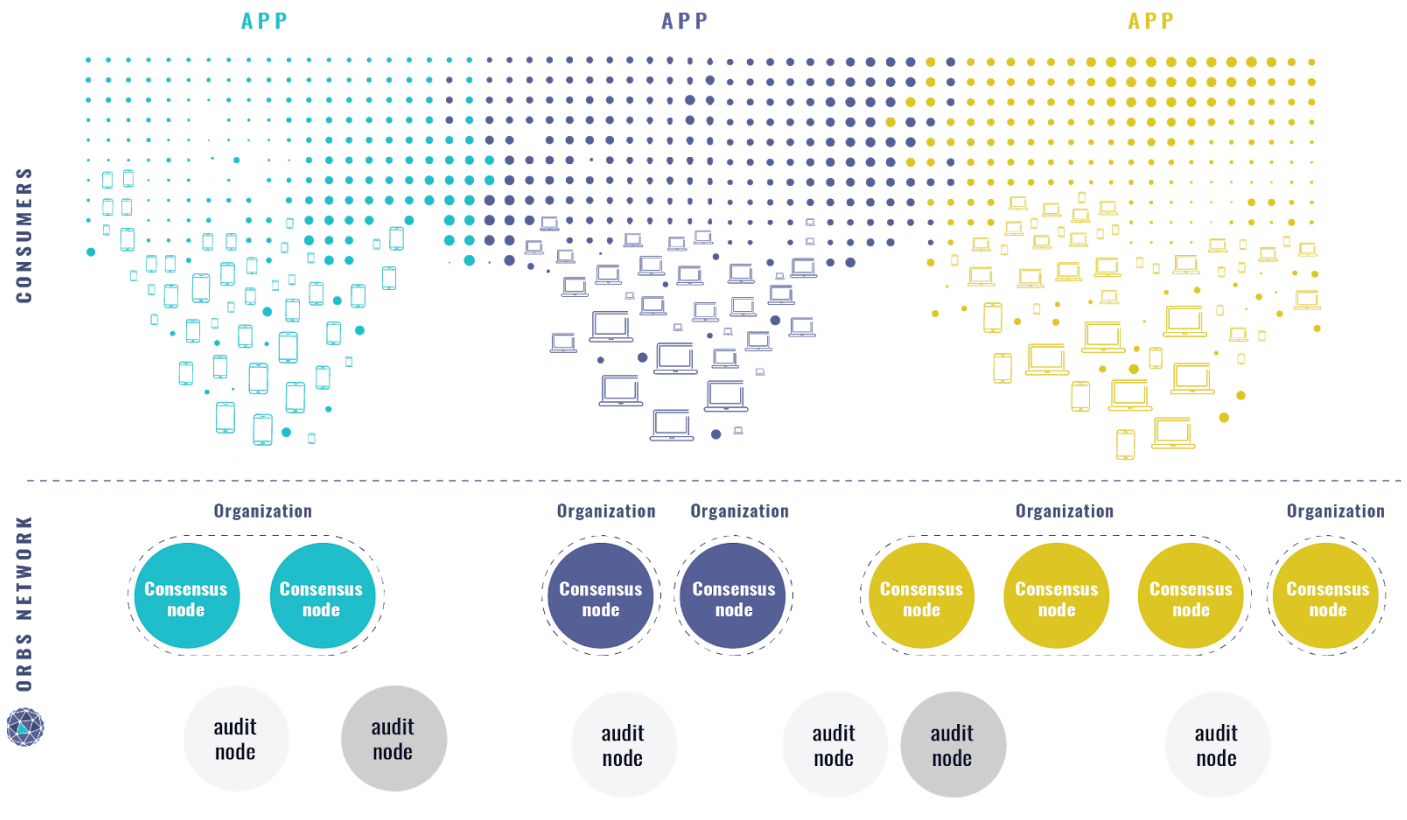 APP
APP
APP
CONSUMERS
Organization
Organization
Organization
Organization
Organization
ORBS NETWORK
Consensus
node
Consensus
node
Consensus
node
Consensus
node
Consensus
node
Consensus
node
Consensus
node
Consensus
node
audit
node
audit
node
audit
node
audit
node
audit
node
audit
node